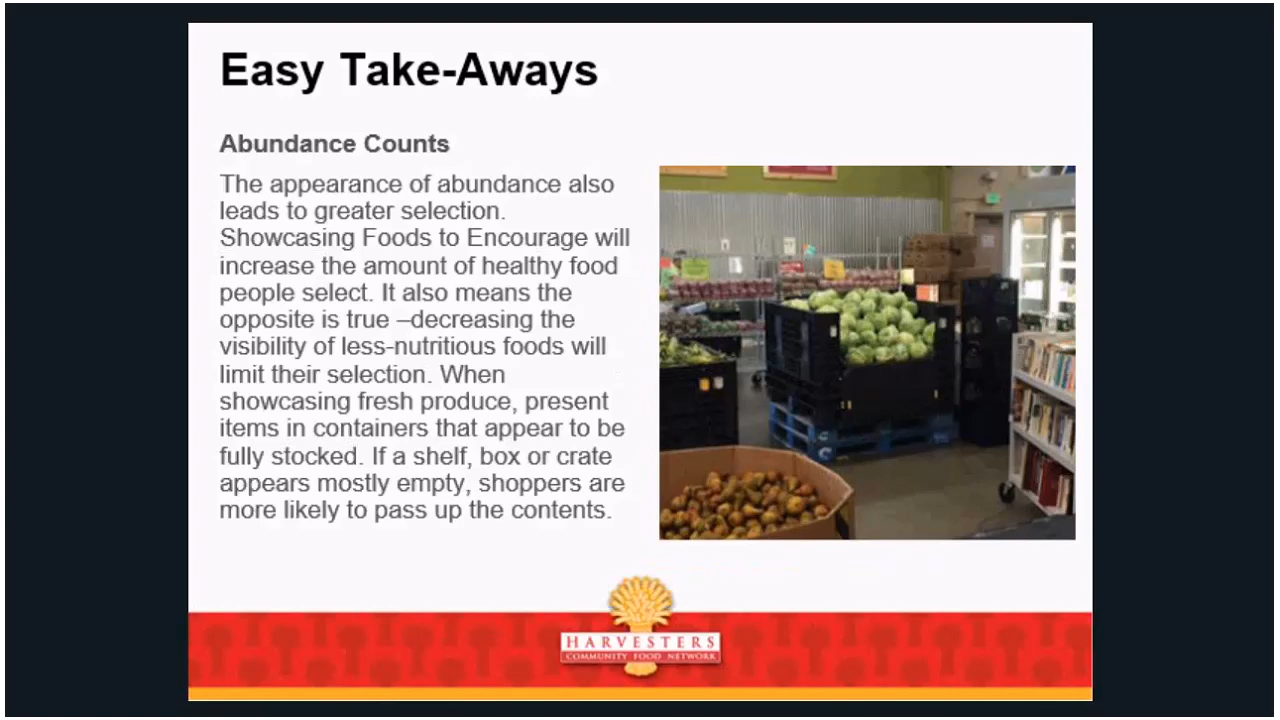 Easy Take-Aways
Abundance Counts
The appearance of abundance also
leads to greater selection.
Showcasing Foods to Encourage will
increase the amount of healthy food
people select. It also means the
opposite is true –decreasing the
visibility of less-nutritious foods will
limit their selection. When
showcasing fresh produce, present
items in containers that appear to be
fully stocked. If a shelf, box or crate
appears mostly empty, shoppers are
more likely to pass up the contents.
HARVESTERS
COMMUNITY FOOD NETWORK